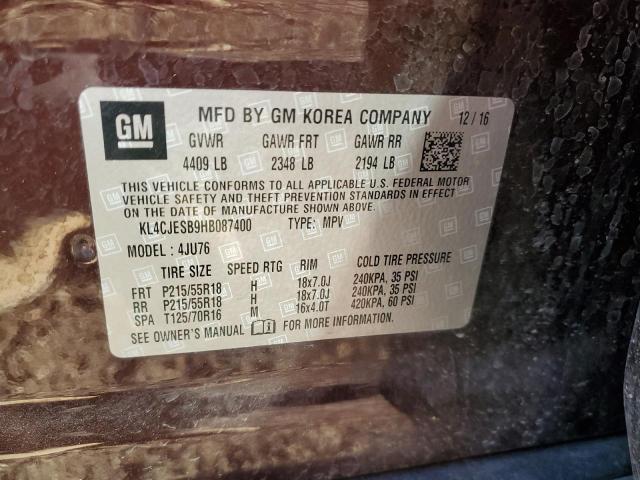 GM MFD BY GM KOREA COMPANY 12/16
GVWR GAWR FRT GAWR RR
4409 LB 2348 LB 2194 LB
THIS VEHICLE CONFORMS TO ALL APPLICABLE U.S. FEDERAL MOTOR
VEHICLE SAFETY AND THEFT PREVENTION STANDARDS IN EFFECT
ON THE DATE OF MANUFACTURE SHOWN ABOVE.
KL4CJESB9HB087400 TYPE: MPV
MODEL : 4JU76
TIRE SIZE SPEED RTG RIM COLD TIRE PRESSURE
FRT P215/55R18 H 18x7.0J 240KPA, 35 PSI
RR P215/55R18 H 18x7.0J 240KPA, 35 PSI
SPA T125/70R16 M 16x4.0T 420KPA, 60 PSI
SEE OWNER'S MANUAL FOR MORE INFORMATION.